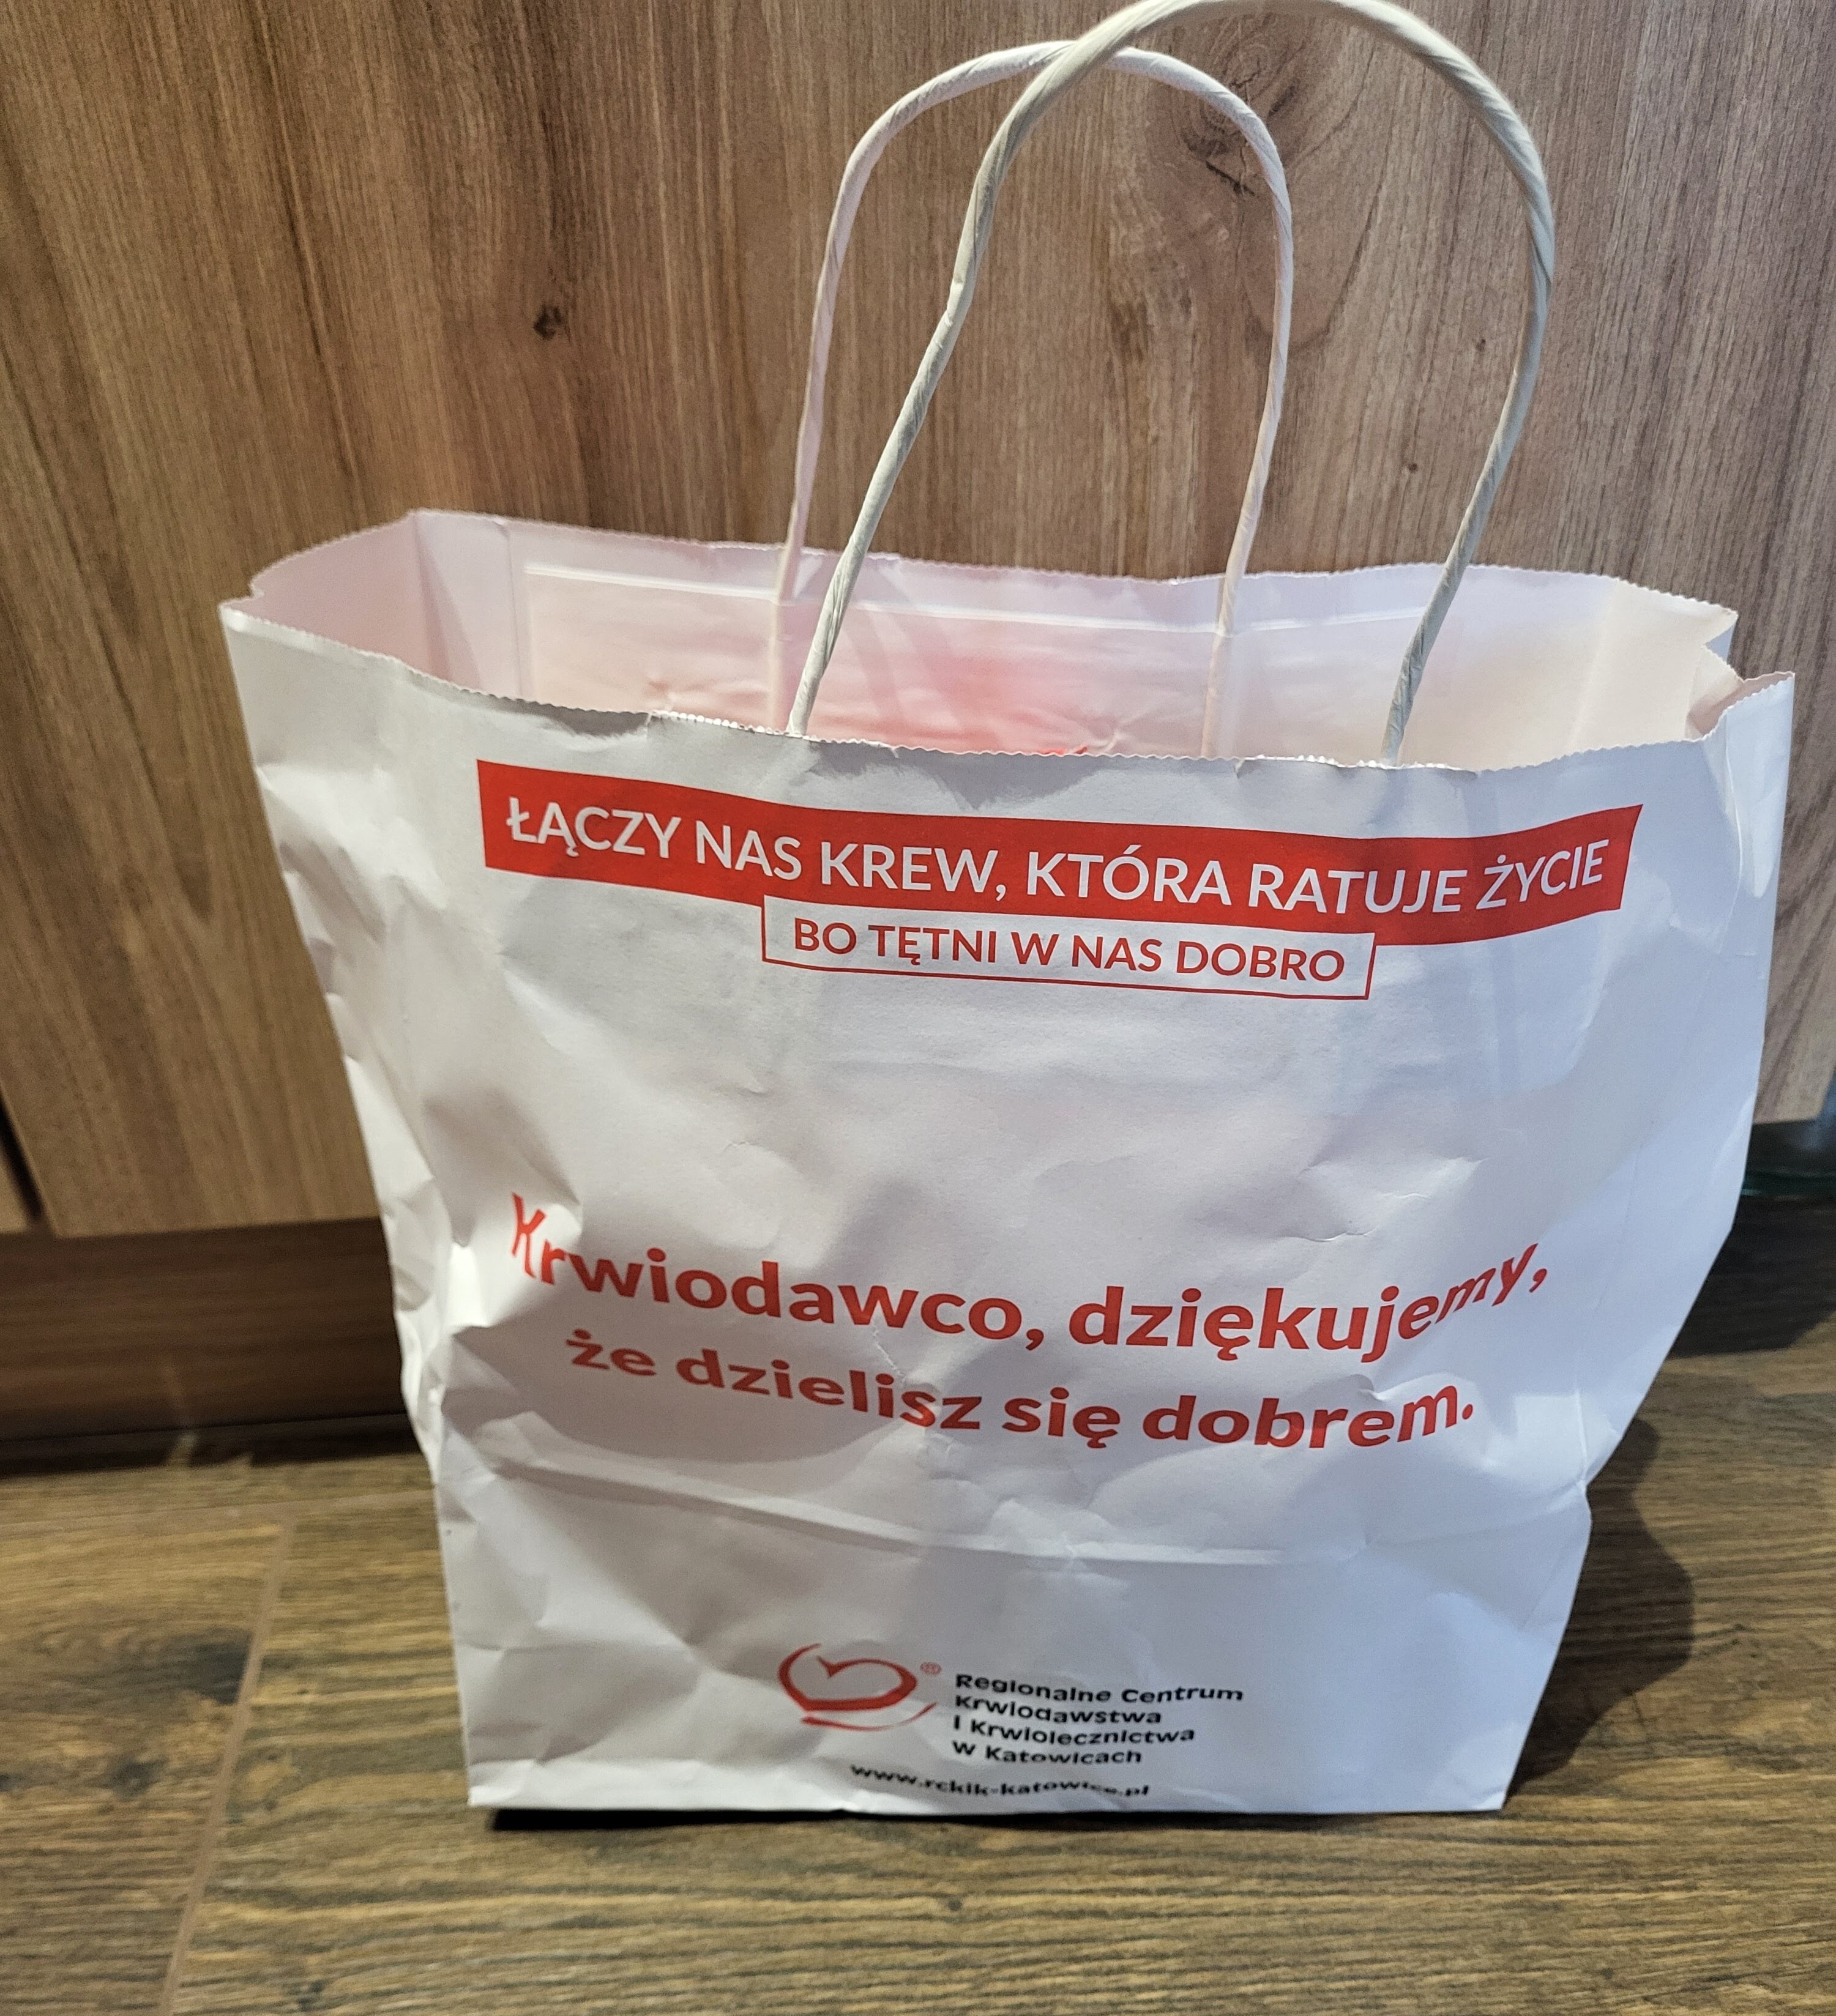 ŁĄCZY NAS KREW, KTÓRA RATUJE ŻYCIE
BO TĘTNI W NAS DOBRO
Krwiodawco, dziękujemy,
że dzielisz się dobrem.
®
Regionalne Centrum
Krwiodawstwa
i Krwiolecznictwa
w Katowicach
www.rckik-katowice.pl